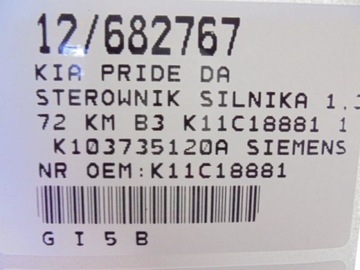 12/682767
KIA PRIDE DA
STEROWNIK SILNIKA 1.3
72 KM B3 K11C18881 1
K103735120A SIEMENS
NR OEM:K11C18881
G I 5 B